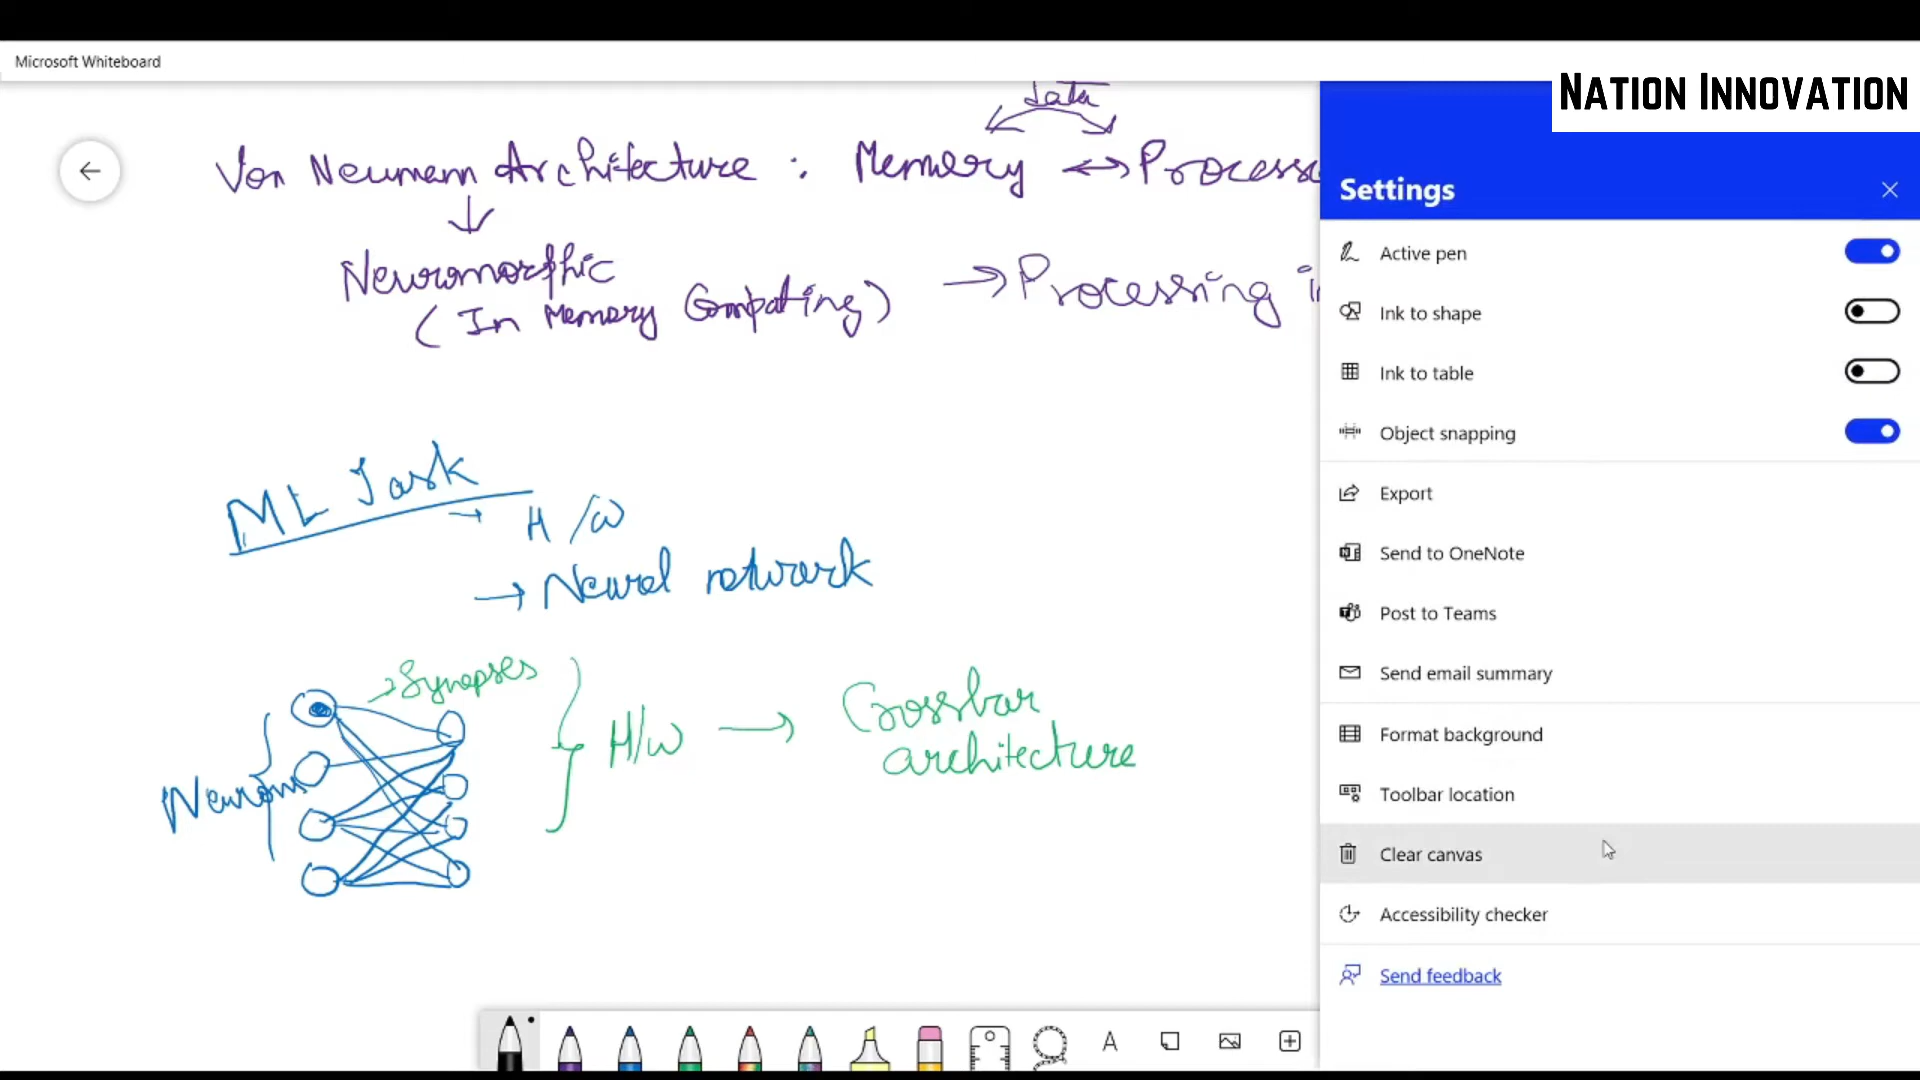 Microsoft Whiteboard
NATION INNOVATION
Data
Von Neumann Architecture : Memory ↔ Process
↓
Neuromorphic
(In Memory Computing) → Processing i
ML Task
→ H/W
→ Neural network
→ Synapses
Neurons
H/W → Crossbar
architecture
Settings
Active pen
Ink to shape
Ink to table
Object snapping
Export
Send to OneNote
Post to Teams
Send email summary
Format background
Toolbar location
Clear canvas
Accessibility checker
Send feedback